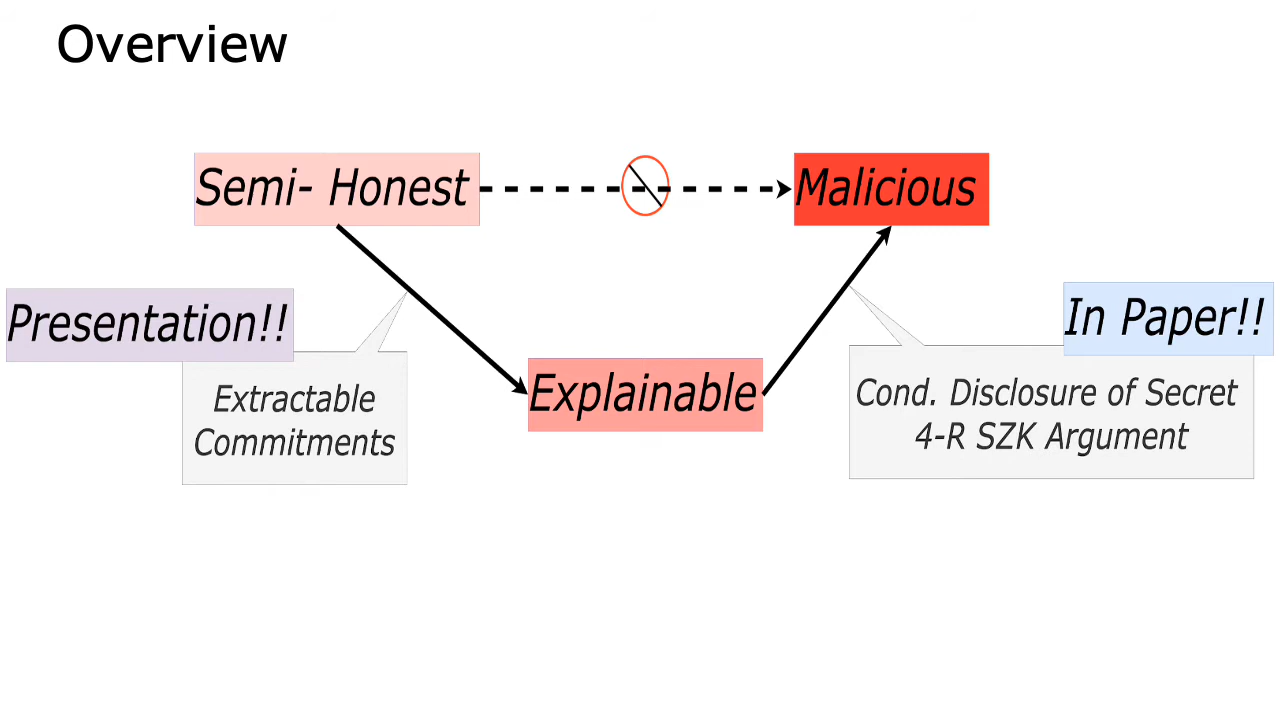 Overview
Semi- Honest
Malicious
Presentation!!
In Paper!!
Extractable
Commitments
Explainable
Cond. Disclosure of Secret
4-R SZK Argument